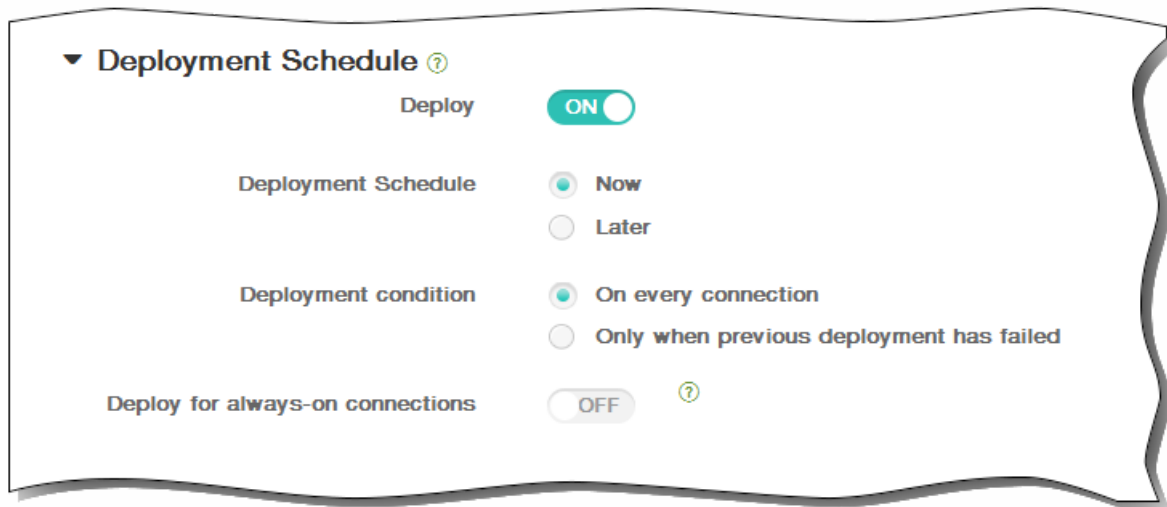 Deployment Schedule ?
Deploy ON
Deployment Schedule Now
Later
Deployment condition On every connection
Only when previous deployment has failed
Deploy for always-on connections OFF ?